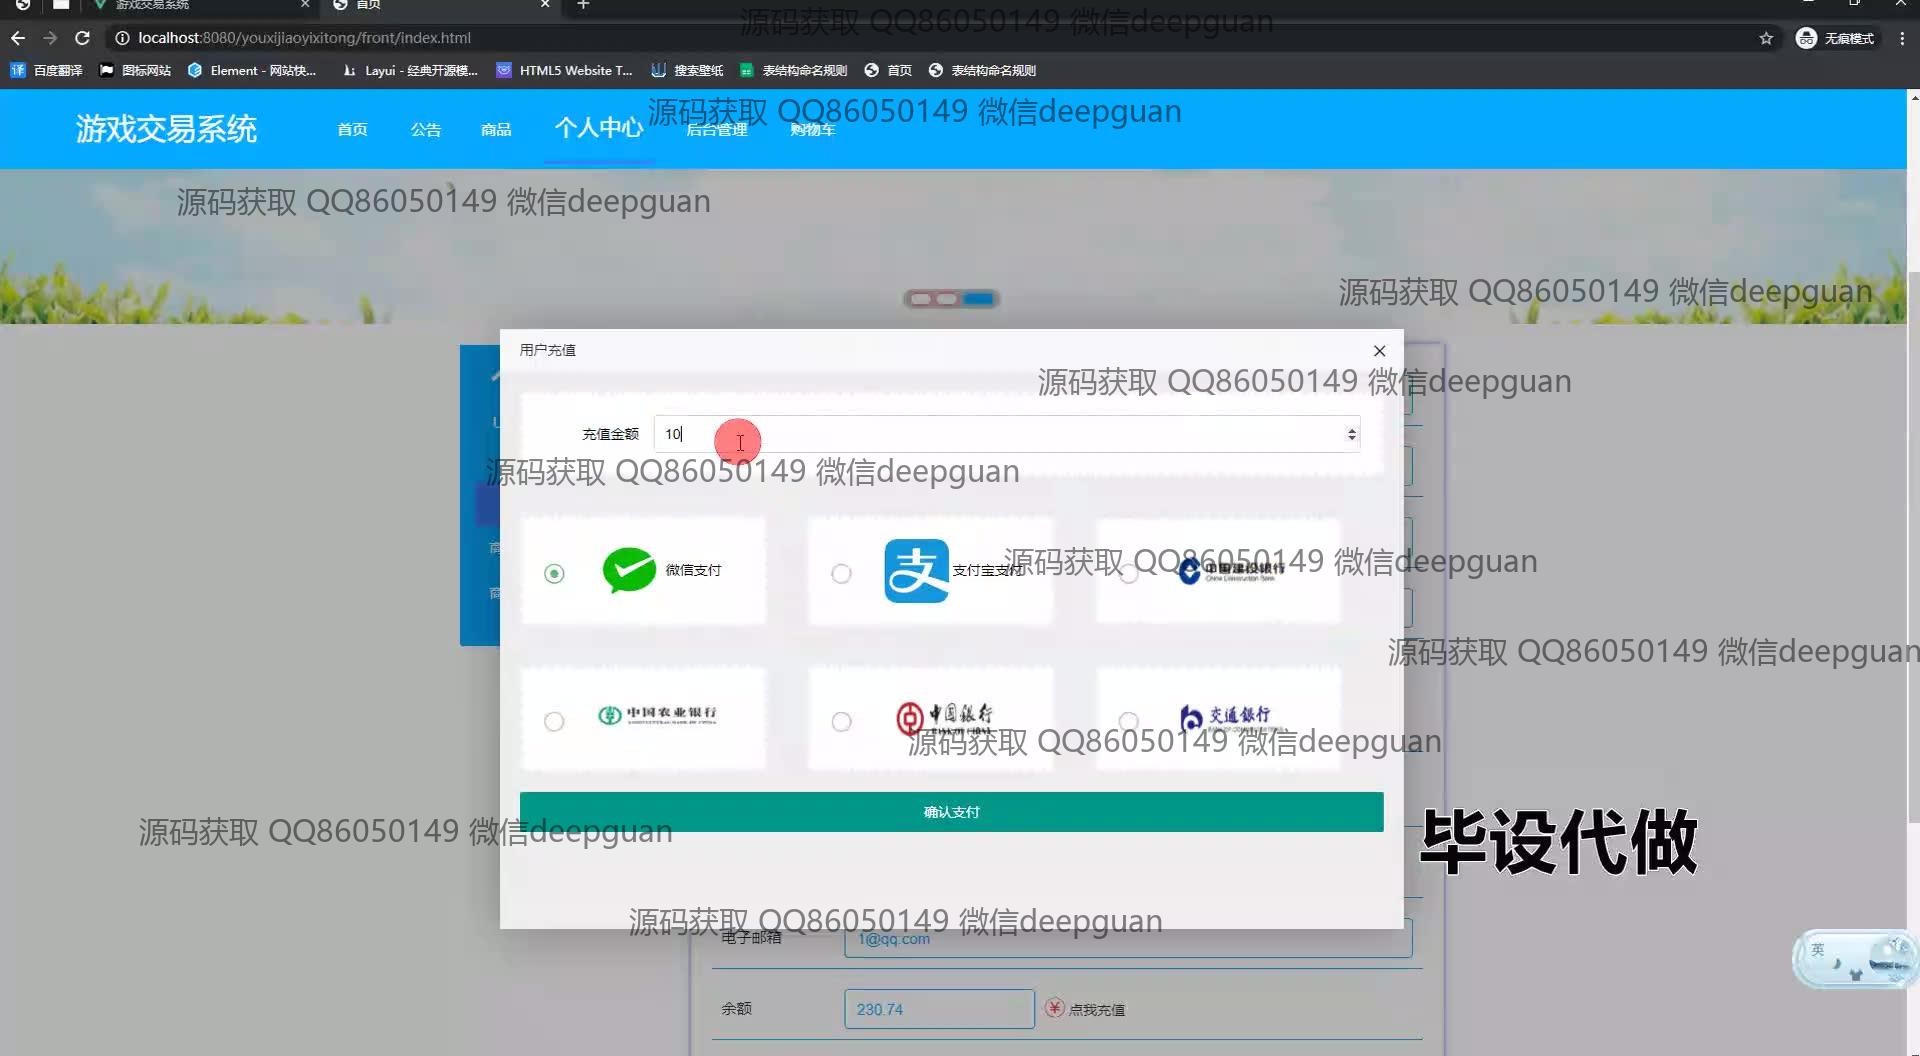 游戏交易系统
首页
源码获取 QQ86050149 微信deepguan
localhost:8080/youxijiaoyixitong/front/index.html
无痕模式
百度翻译
图标网站
Element - 网站快...
Layui - 经典开源模...
HTML5 Website T...
搜索壁纸
表结构命名规则
首页
表结构命名规则
游戏交易系统
首页
公告
商品
个人中心
后台管理
购物车
源码获取 QQ86050149 微信deepguan
源码获取 QQ86050149 微信deepguan
源码获取 QQ86050149 微信deepguan
用户充值
源码获取 QQ86050149 微信deepguan
充值金额
10
源码获取 QQ86050149 微信deepguan
微信支付
支
支付宝支付
中国建设银行
China Construction Bank
源码获取 QQ86050149 微信deepguan
商
商
源码获取 QQ86050149 微信deepguan
中国农业银行
AGRICULTURAL BANK OF CHINA
中国银行
BANK OF CHINA
交通银行
源码获取 QQ86050149 微信deepguan
确认支付
源码获取 QQ86050149 微信deepguan
毕设代做
源码获取 QQ86050149 微信deepguan
电子邮箱
1@qq.com
英
余额
230.74
¥ 点我充值